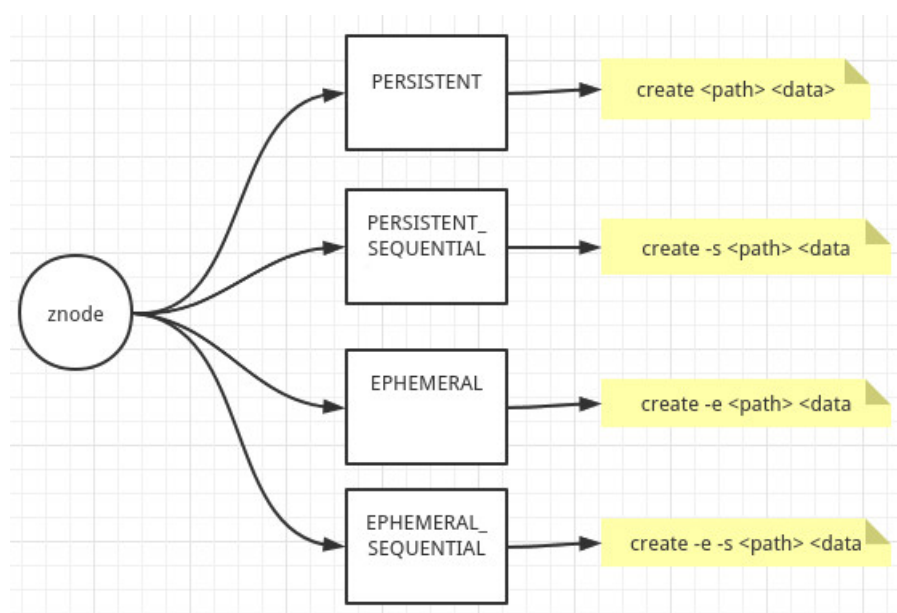 PERSISTENT
create <path> <data>
PERSISTENT_
SEQUENTIAL
create -s <path> <data
znode
EPHEMERAL
create -e <path> <data
EPHEMERAL_
SEQUENTIAL
create -e -s <path> <data